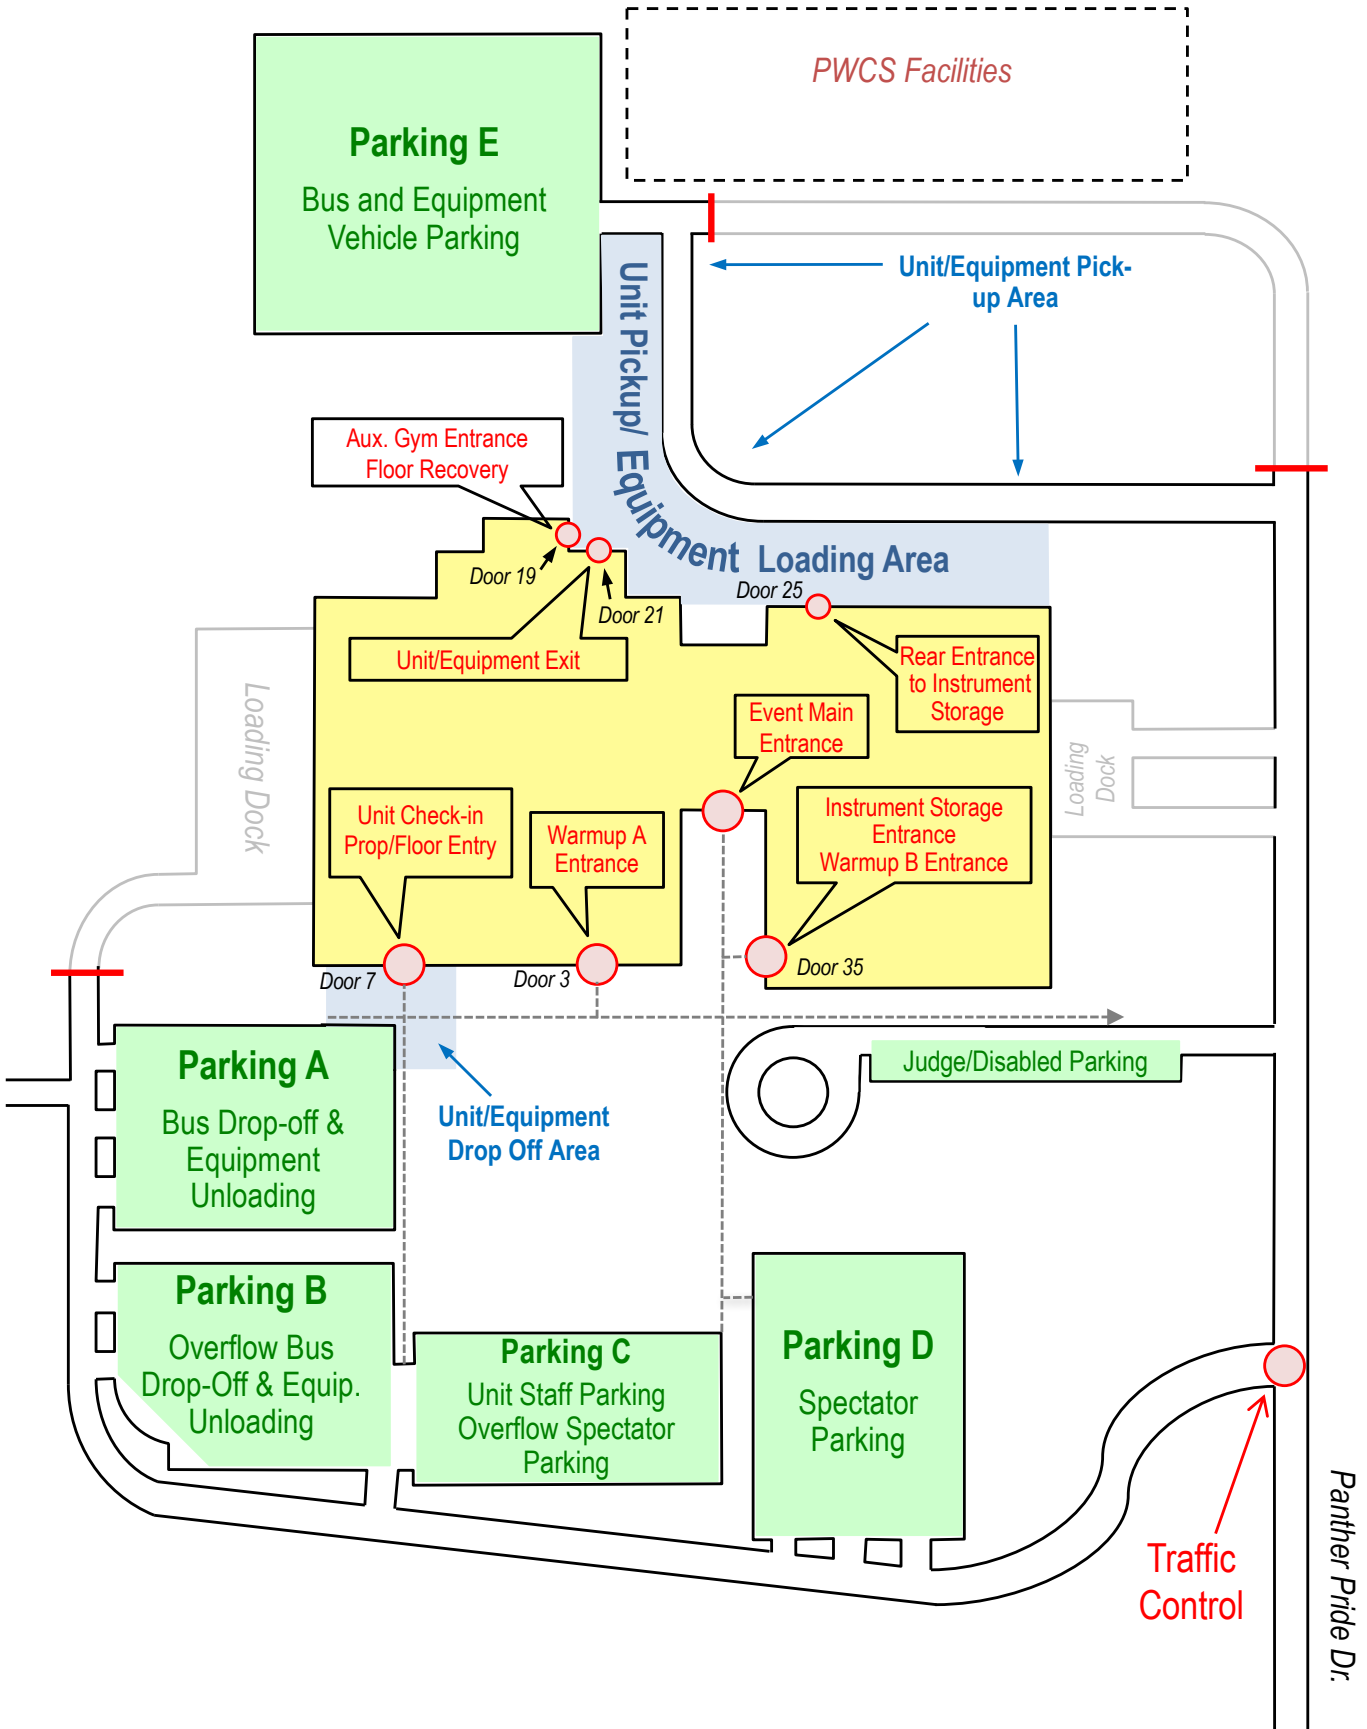 PWCS Facilities
Parking E
Bus and Equipment
Vehicle Parking
Unit/Equipment Pick-
up Area
Unit Pickup/ Equipment Loading Area
Aux. Gym Entrance
Floor Recovery
Door 19
Door 21
Door 25
Unit/Equipment Exit
Rear Entrance
to Instrument
Storage
Event Main
Entrance
Loading Dock
Loading
Dock
Unit Check-in
Prop/Floor Entry
Warmup A
Entrance
Instrument Storage
Entrance
Warmup B Entrance
Door 7
Door 3
Door 35
Parking A
Bus Drop-off &
Equipment
Unloading
Unit/Equipment
Drop Off Area
Judge/Disabled Parking
Parking B
Overflow Bus
Drop-Off & Equip.
Unloading
Parking C
Unit Staff Parking
Overflow Spectator
Parking
Parking D
Spectator
Parking
Traffic
Control
Panther Pride Dr.